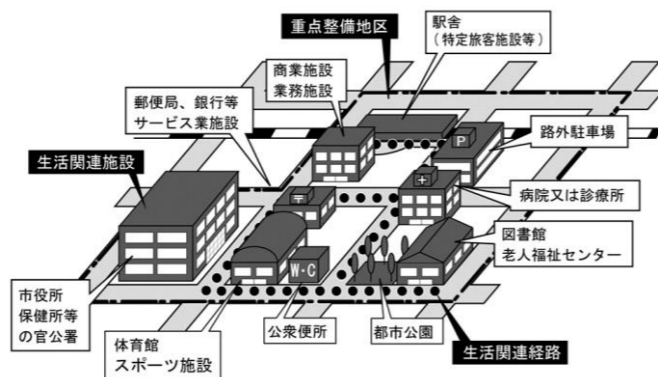 重点整備地区
駅舎
（特定旅客施設等）
商業施設
業務施設
郵便局、銀行等
サービス業施設
生活関連施設
P
路外駐車場
病院又は診療所
〒
図書館
老人福祉センター
W・C
市役所
保健所等
の官公署
体育館
スポーツ施設
公衆便所
都市公園
生活関連経路